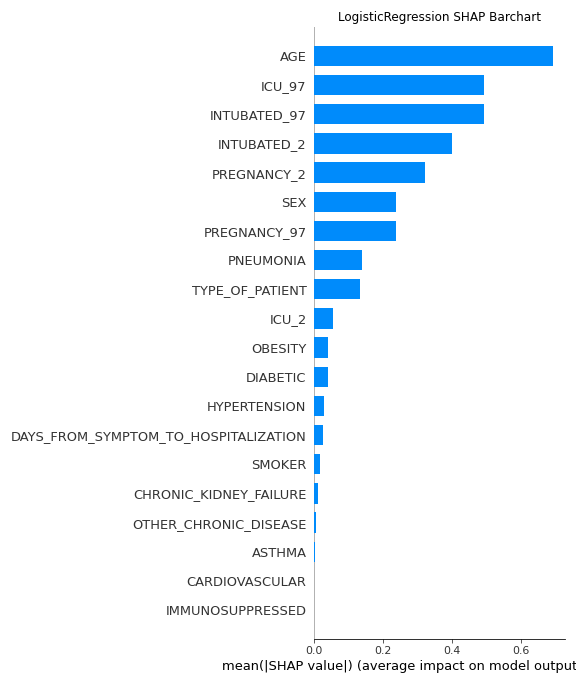 LogisticRegression SHAP Barchart
AGE
ICU_97
INTUBATED_97
INTUBATED_2
PREGNANCY_2
SEX
PREGNANCY_97
PNEUMONIA
TYPE_OF_PATIENT
ICU_2
OBESITY
DIABETIC
HYPERTENSION
DAYS_FROM_SYMPTOM_TO_HOSPITALIZATION
SMOKER
CHRONIC_KIDNEY_FAILURE
OTHER_CHRONIC_DISEASE
ASTHMA
CARDIOVASCULAR
IMMUNOSUPPRESSED
0.0 0.2 0.4 0.6
mean(|SHAP value|) (average impact on model output